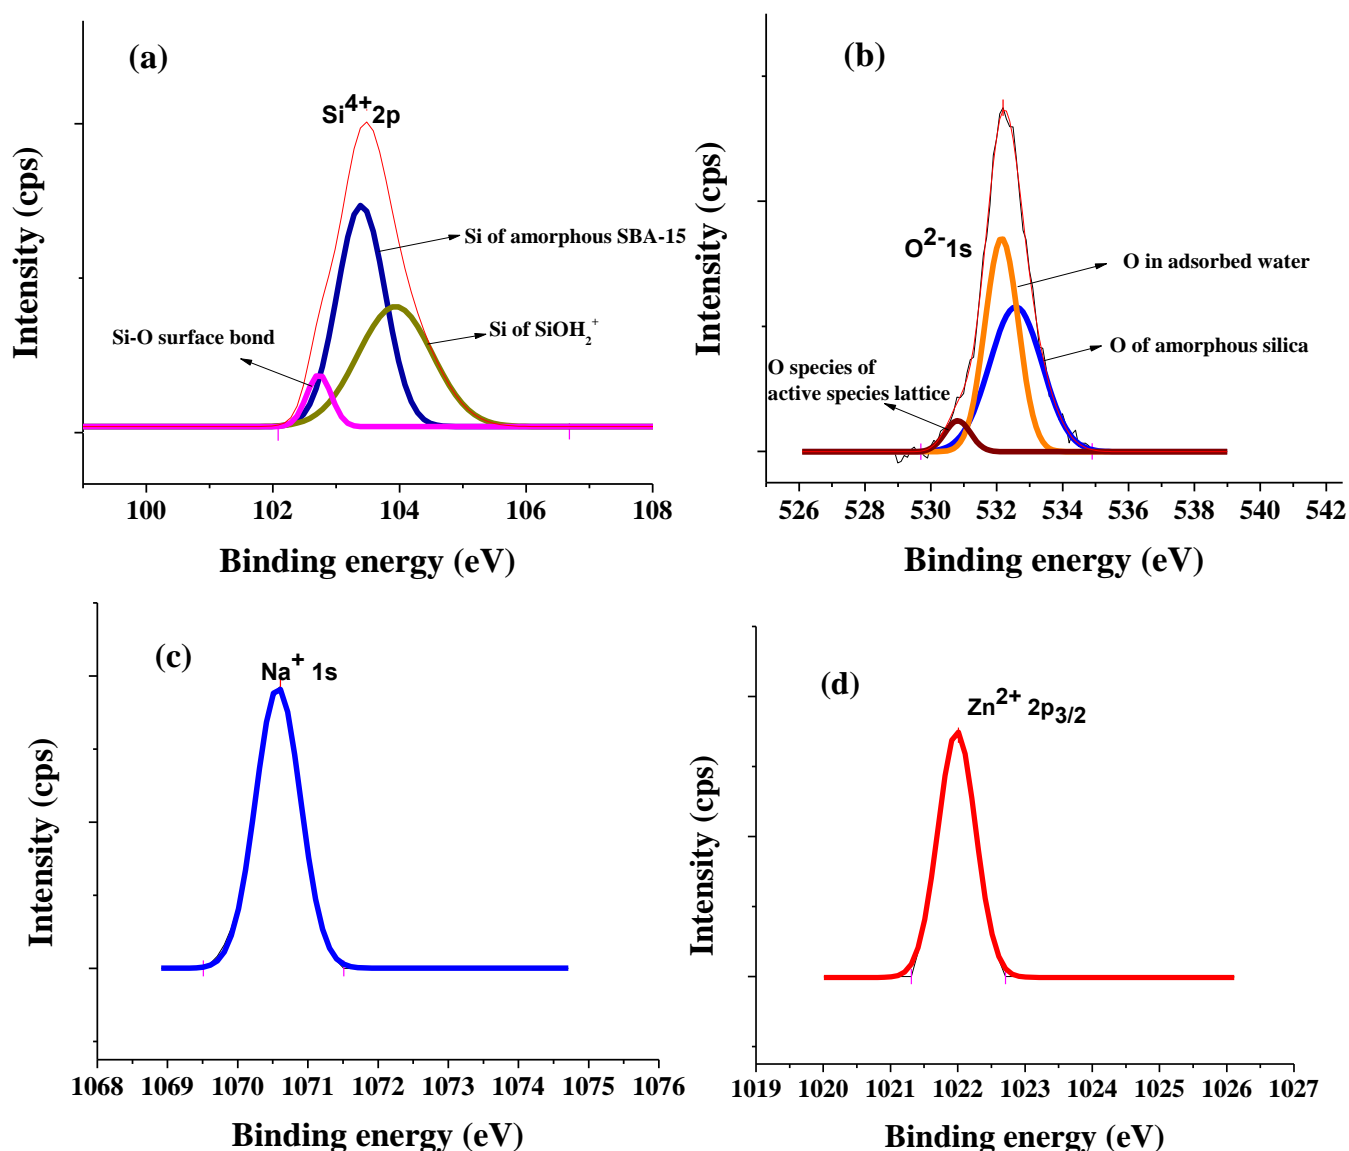 (a)
Si4+2p
Si of amorphous SBA-15
Si-O surface bond
Si of SiOH2+
Intensity (cps)
100 102 104 106 108
Binding energy (eV)
(b)
O2-1s
O in adsorbed water
O of amorphous silica
O species of
active species lattice
Intensity (cps)
526 528 530 532 534 536 538 540 542
Binding energy (eV)
(c)
Na+ 1s
Intensity (cps)
1068 1069 1070 1071 1072 1073 1074 1075 1076
Binding energy (eV)
(d)
Zn2+ 2p3/2
Intensity (cps)
1019 1020 1021 1022 1023 1024 1025 1026 1027
Binding energy (eV)